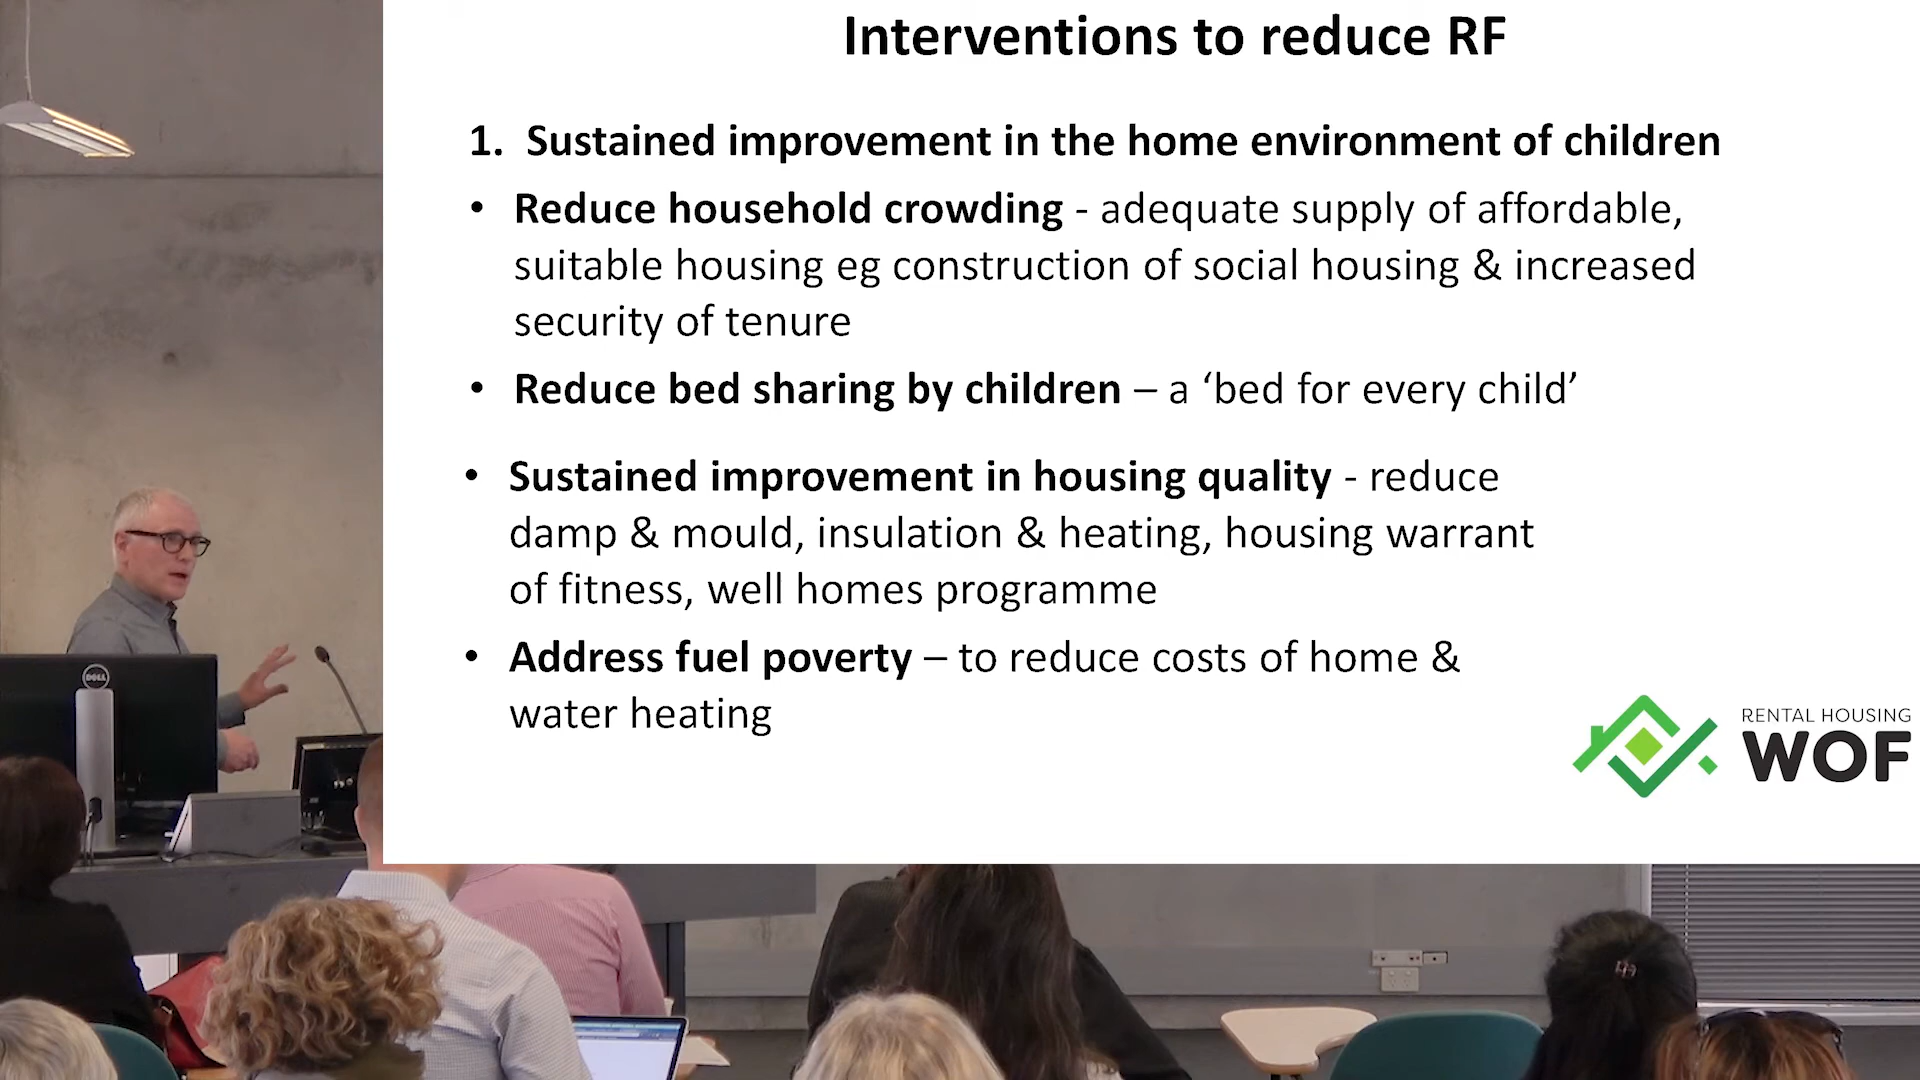 Interventions to reduce RF
1. Sustained improvement in the home environment of children
• Reduce household crowding - adequate supply of affordable,
suitable housing eg construction of social housing & increased
security of tenure
• Reduce bed sharing by children – a ‘bed for every child’
• Sustained improvement in housing quality - reduce
damp & mould, insulation & heating, housing warrant
of fitness, well homes programme
• Address fuel poverty – to reduce costs of home &
water heating
RENTAL HOUSING
WOF
DELL